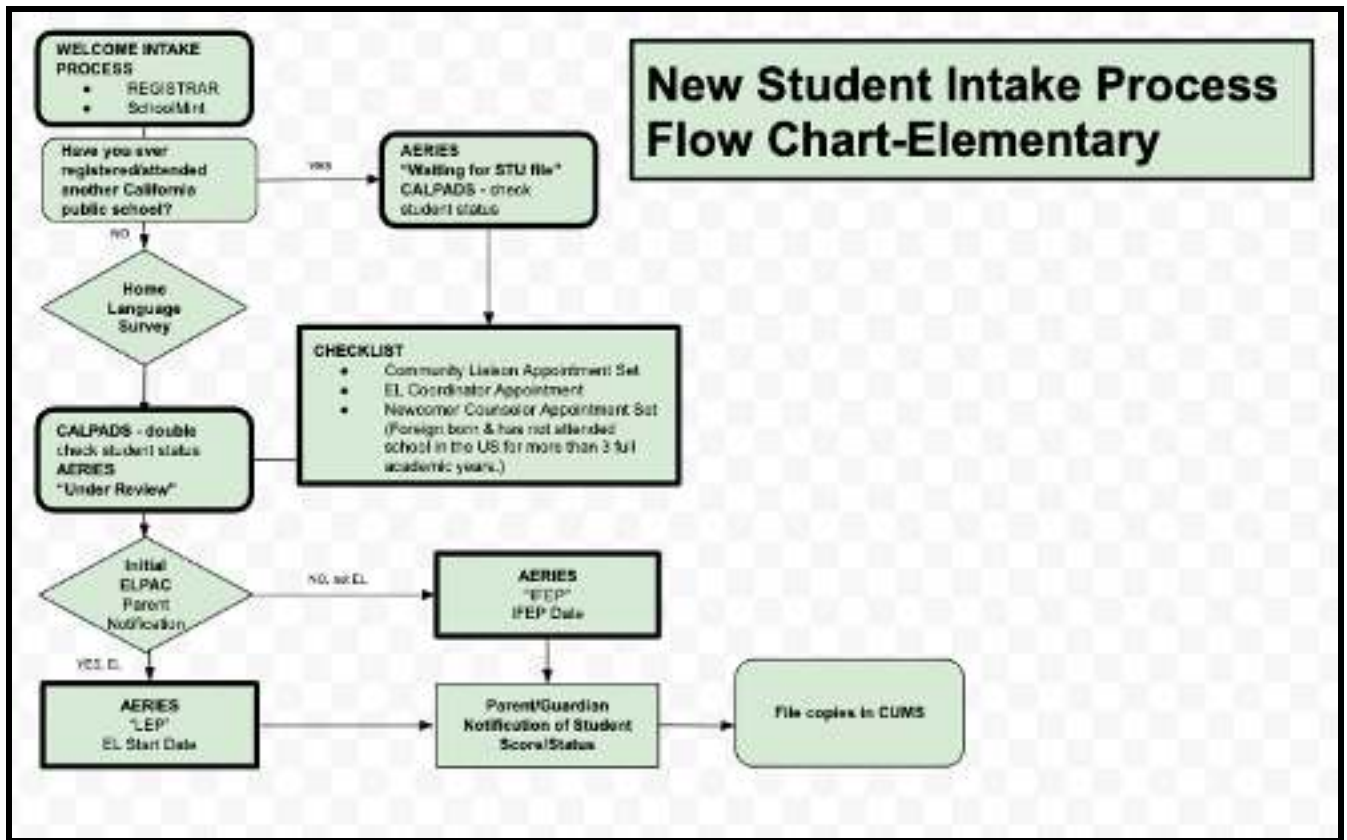 WELCOME INTAKE
PROCESS
● REGISTRAR
● SchoolMint
New Student Intake Process
Flow Chart-Elementary
Have you ever
registered/attended
another California
public school?
YES
AERIES
"Waiting for STU file"
CALPADS - check
student status
NO
Home
Language
Survey
CHECKLIST
● Community Liaison Appointment Set
● EL Coordinator Appointment
● Newcomer Counselor Appointment Set
(Foreign born & has not attended
school in the US for more than 3 full
academic years.)
CALPADS - double
check student status
AERIES
"Under Review"
Initial
ELPAC
Parent
Notification
NO, not EL
AERIES
"IFEP"
IFEP Date
YES, EL
AERIES
"LEP"
EL Start Date
Parent/Guardian
Notification of Student
Score/Status
File copies in CUMS